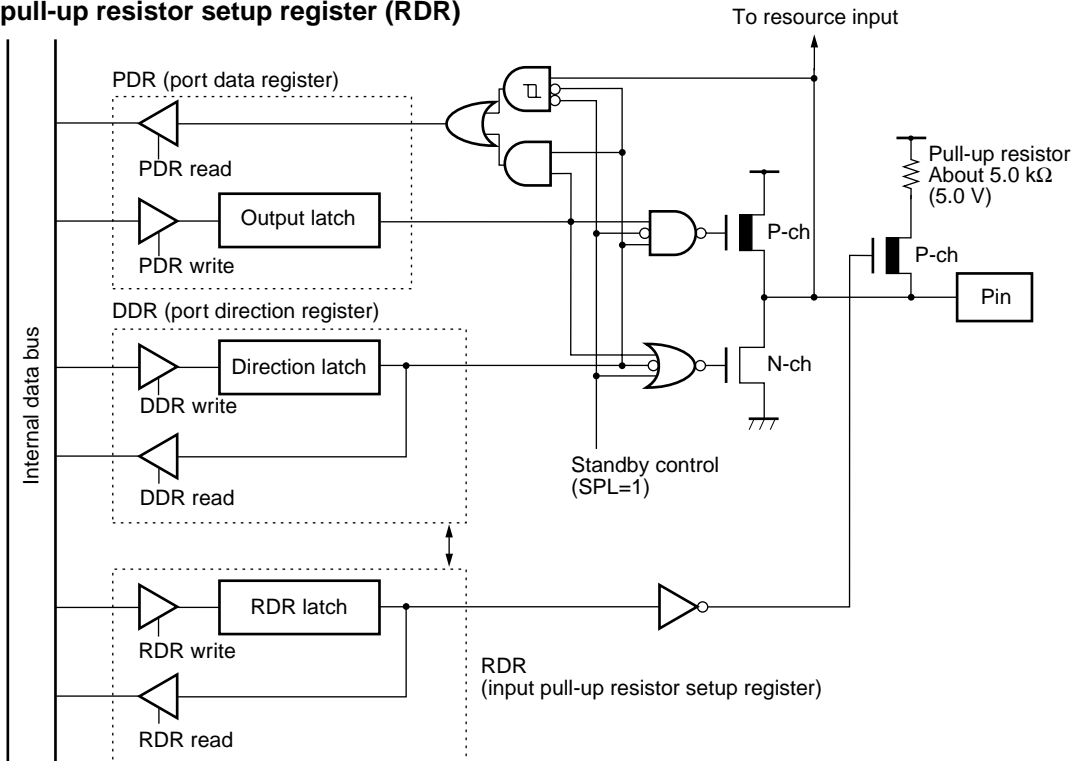 pull-up resistor setup register (RDR)
To resource input
PDR (port data register)
PDR read
Output latch
PDR write
Pull-up resistor
About 5.0 kΩ
(5.0 V)
P-ch
P-ch
Pin
DDR (port direction register)
Direction latch
DDR write
N-ch
Internal data bus
DDR read
Standby control
(SPL=1)
RDR latch
RDR write
RDR
(input pull-up resistor setup register)
RDR read